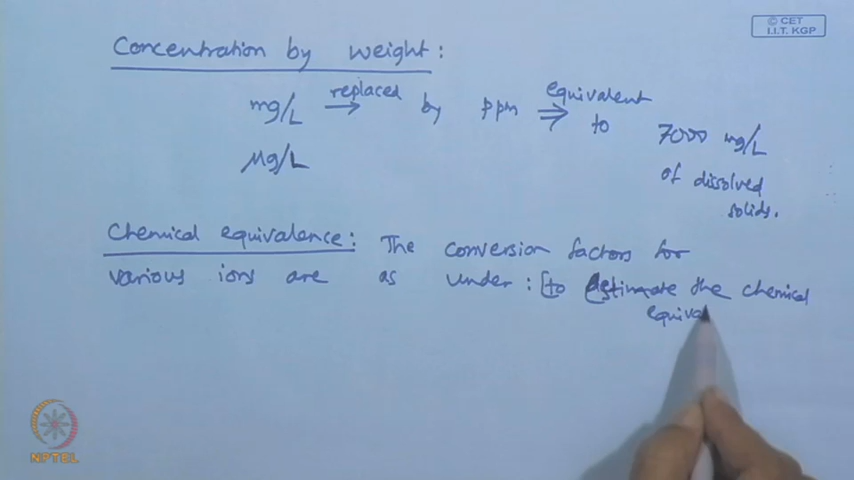 © CET
I.I.T. KGP
Concentration by weight:
mg/L replaced by ppm ⇒ equivalent to 7000 mg/L
µg/L of dissolved
solids.
Chemical equivalence: The conversion factors for
various ions are as under: [to estimate the chemical
equiva
NPTEL